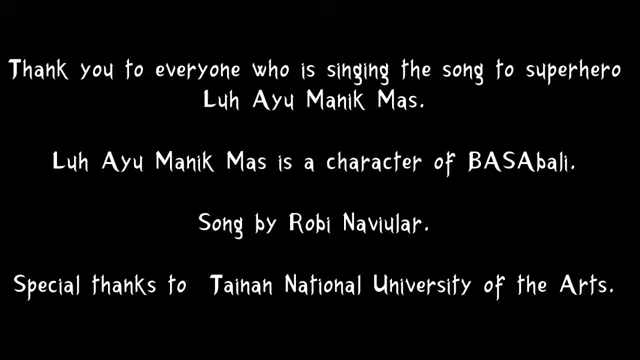 Thank you to everyone who is singing the song to superhero
Luh Ayu Manik Mas.
Luh Ayu Manik Mas is a character of BASAbali.
Song by Robi Naviular.
Special thanks to Tainan National University of the Arts.